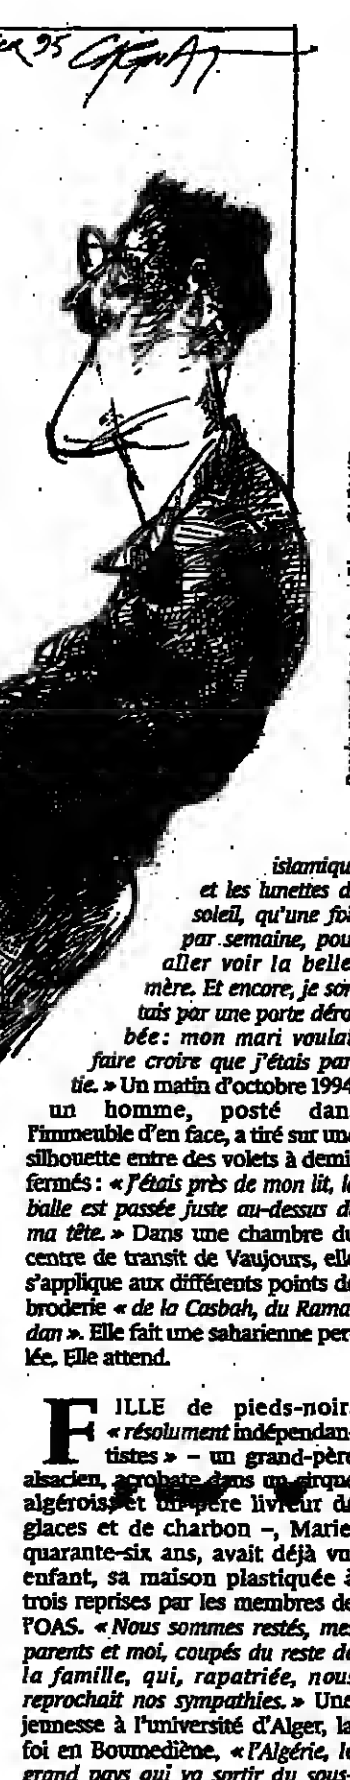 95
islamiqu
et les lunettes d
soleil, qu'une foi
par semaine, pou
aller voir la belle
mère. Et encore, je sor
tais par une porte déro
bée : mon mari voulai
faire croire que j'étais par
tie. » Un matin d'octobre 1994
un homme, posté dan
l'immeuble d'en face, a tiré sur une
silhouette entre des volets à demi
fermés : « J'étais près de mon lit, la
balle est passée juste au-dessus de
ma tête. » Dans une chambre du
centre de transit de Vaujours, elle
s'applique aux différents points de
broderie « de la Casbah, du Rama
dan ». Elle fait une saharienne per
lée. Elle attend.
FILLE de pieds-noir
« résolument indépendan
tistes » – un grand-père
alsacien, acrobate dans un cirque
algérois, et un père livreur de
glaces et de charbon –, Marie,
quarante-six ans, avait déjà vu,
enfant, sa maison plastiquée à
trois reprises par les membres de
l'OAS. « Nous sommes restés, mes
parents et moi, coupés du reste de
la famille, qui, rapatriée, nous
reprochait nos sympathies. » Une
jeunesse à l'université d'Alger, la
foi en Boumediène, « l'Algérie, le
grand pays qui va sortir du sous-